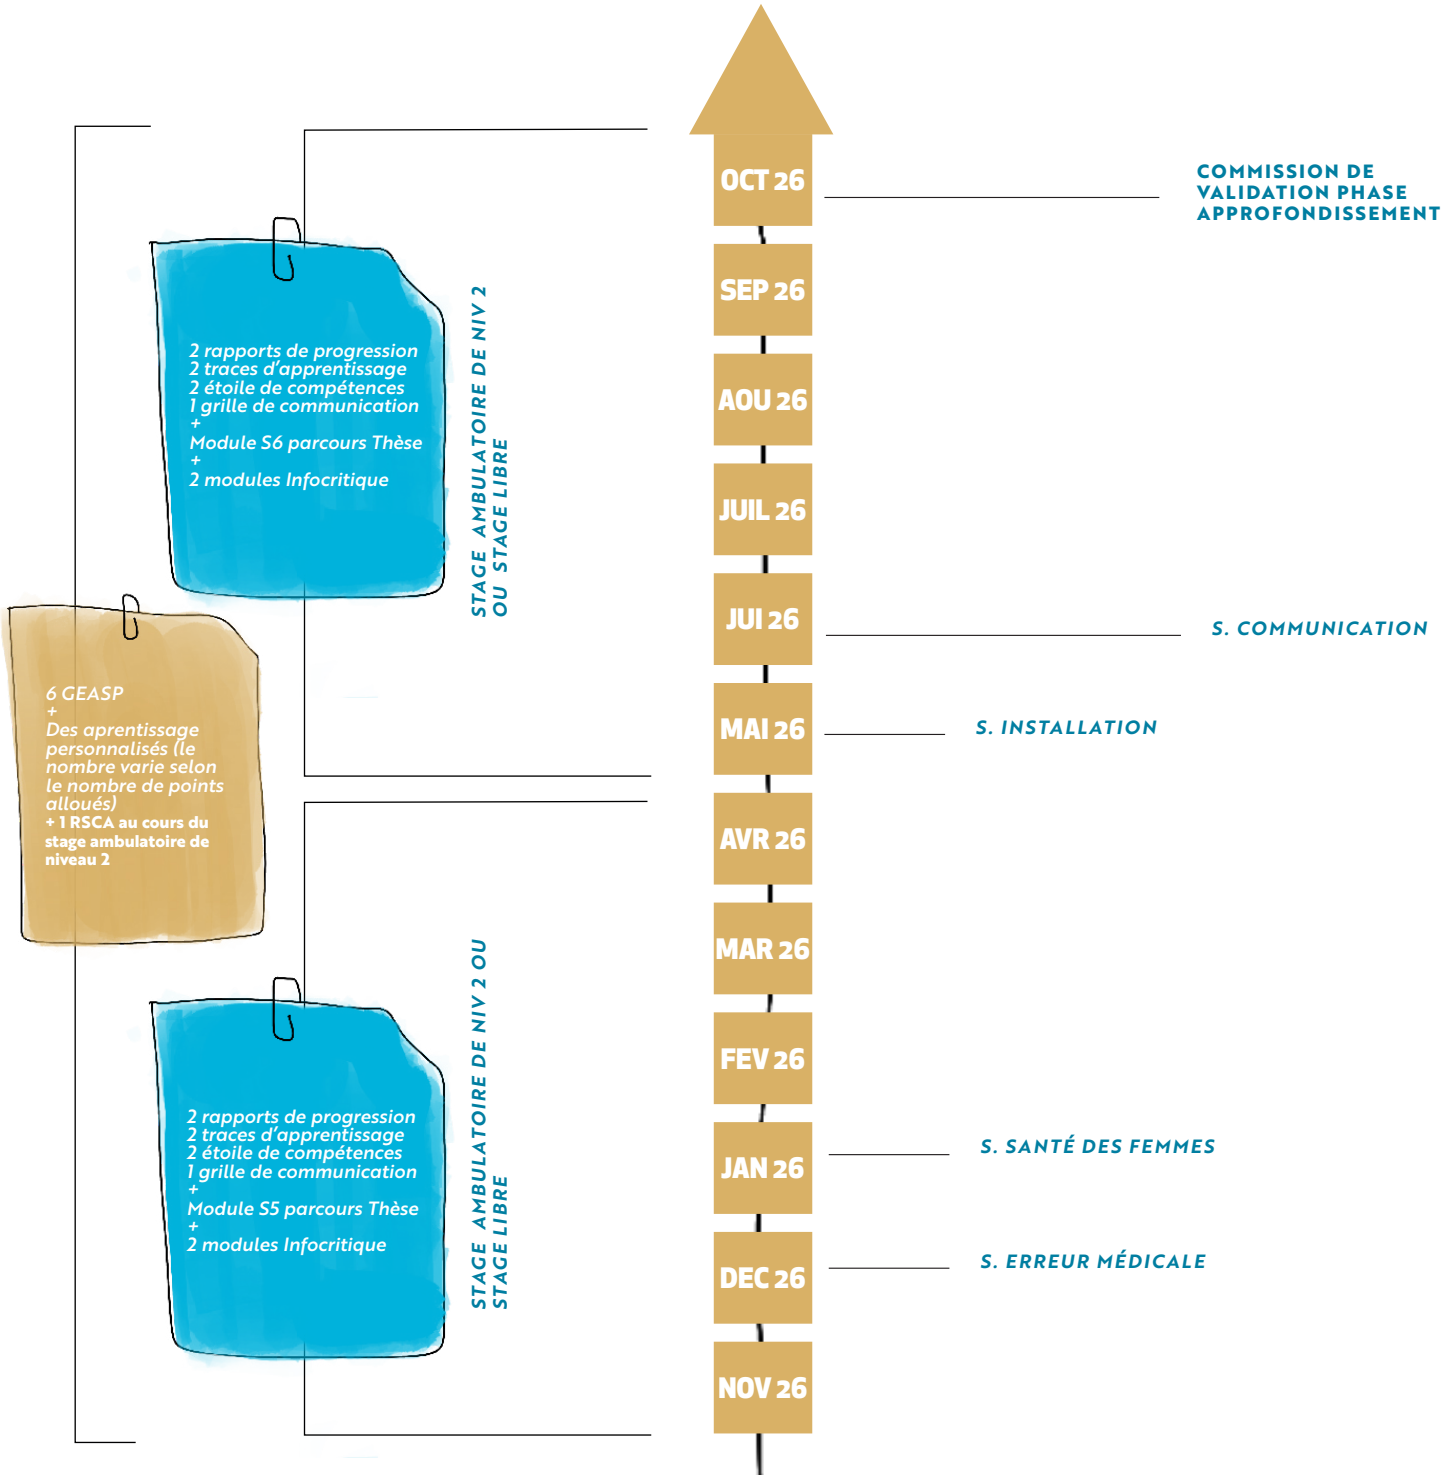 OCT 26
COMMISSION DE
VALIDATION PHASE
APPROFONDISSEMENT
SEP 26
AOU 26
JUIL 26
JUI 26
S. COMMUNICATION
MAI 26
S. INSTALLATION
AVR 26
MAR 26
FEV 26
JAN 26
S. SANTÉ DES FEMMES
DEC 26
S. ERREUR MÉDICALE
NOV 26
2 rapports de progression
2 traces d'apprentissage
2 étoile de compétences
1 grille de communication
+
Module S6 parcours Thèse
+
2 modules Infocritique
STAGE AMBULATOIRE DE NIV 2
OU STAGE LIBRE
6 GEASP
+
Des aprentissage
personnalisés (le
nombre varie selon
le nombre de points
alloués)
+ 1 RSCA au cours du
stage ambulatoire de
niveau 2
2 rapports de progression
2 traces d'apprentissage
2 étoile de compétences
1 grille de communication
+
Module S5 parcours Thèse
+
2 modules Infocritique
STAGE AMBULATOIRE DE NIV 2 OU
STAGE LIBRE